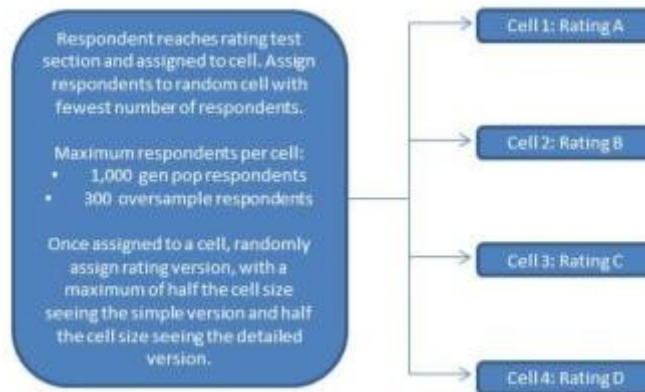 Respondent reaches rating test
section and assigned to cell. Assign
respondents to random cell with
fewest number of respondents.
Maximum respondents per cell:
• 1,000 gen pop respondents
• 300 oversample respondents
Once assigned to a cell, randomly
assign rating version, with a
maximum of half the cell size
seeing the simple version and half
the cell size seeing the detailed
version.
Cell 1: Rating A
Cell 2: Rating B
Cell 3: Rating C
Cell 4: Rating D